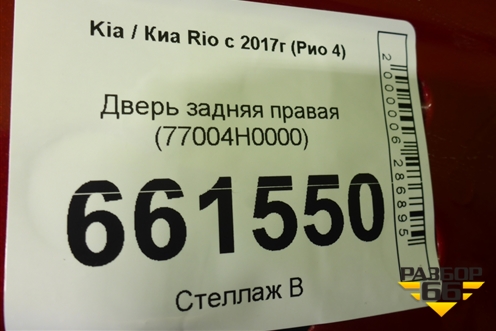 Kia / Киа Rio с 2017г (Рио 4)
Дверь задняя правая
(77004H0000)
661550
Стеллаж В
2000006286895
РАЗБОР
66